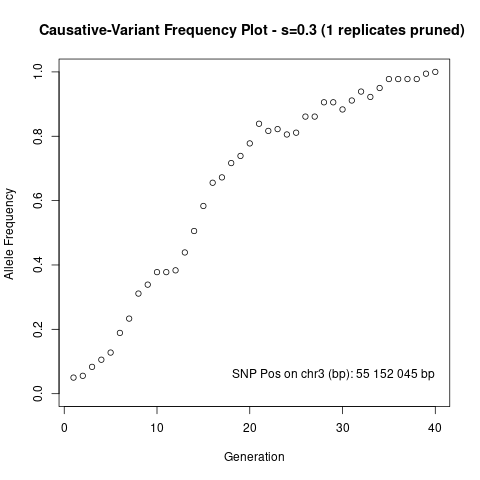 Causative-Variant Frequency Plot - s=0.3 (1 replicates pruned)
Allele Frequency
1.0
0.8
0.6
0.4
0.2
0.0
SNP Pos on chr3 (bp): 55 152 045 bp
0 10 20 30 40
Generation